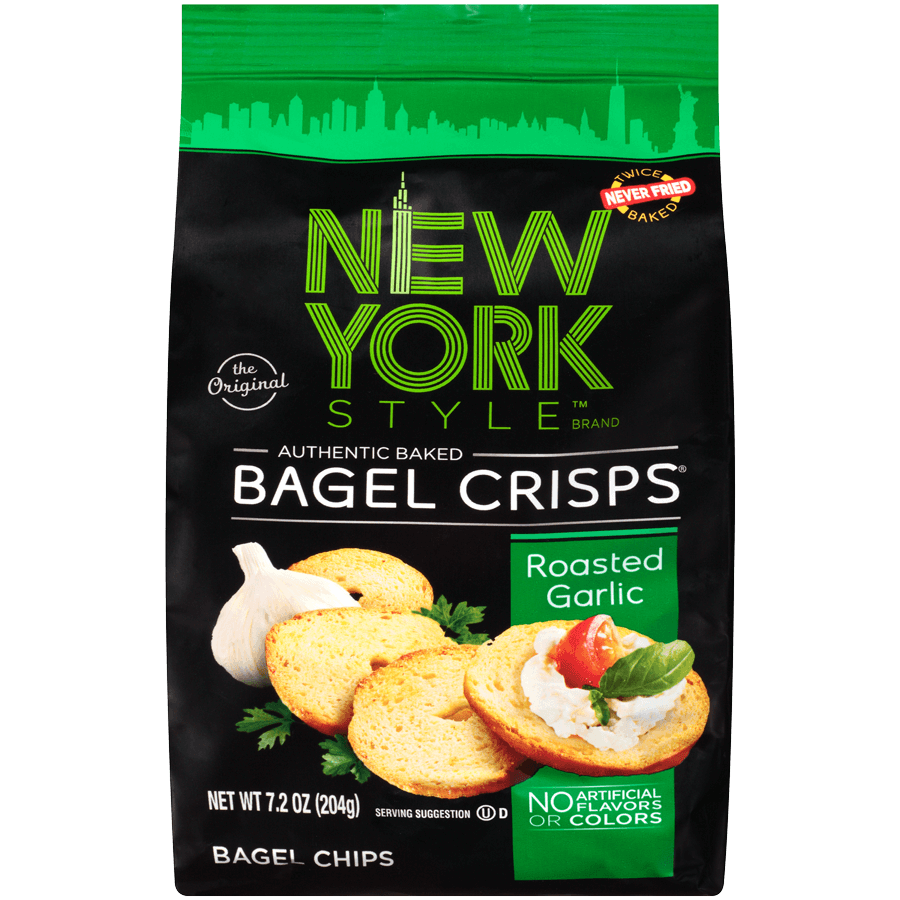 TWICE
NEVER FRIED
BAKED
NEW
YORK
STYLE™ BRAND
the
Original
AUTHENTIC BAKED
BAGEL CRISPS®
Roasted
Garlic
NET WT 7.2 OZ (204g)
SERVING SUGGESTION Ⓤ D
NO ARTIFICIAL
FLAVORS
OR COLORS
BAGEL CHIPS